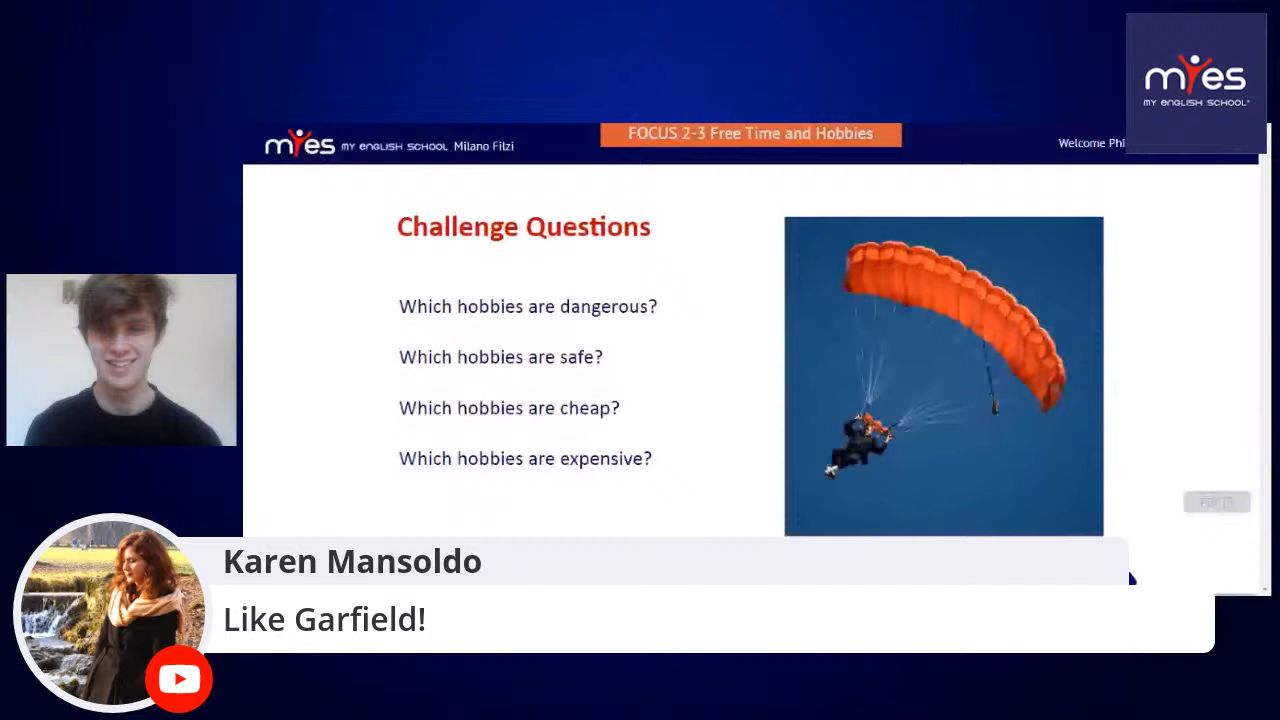 myes
MY ENGLISH SCHOOL
myes MY ENGLISH SCHOOL Milano Filzi
FOCUS 2-3 Free Time and Hobbies
Welcome Phi
Challenge Questions
Which hobbies are dangerous?
Which hobbies are safe?
Which hobbies are cheap?
Which hobbies are expensive?
Karen Mansoldo
Like Garfield!